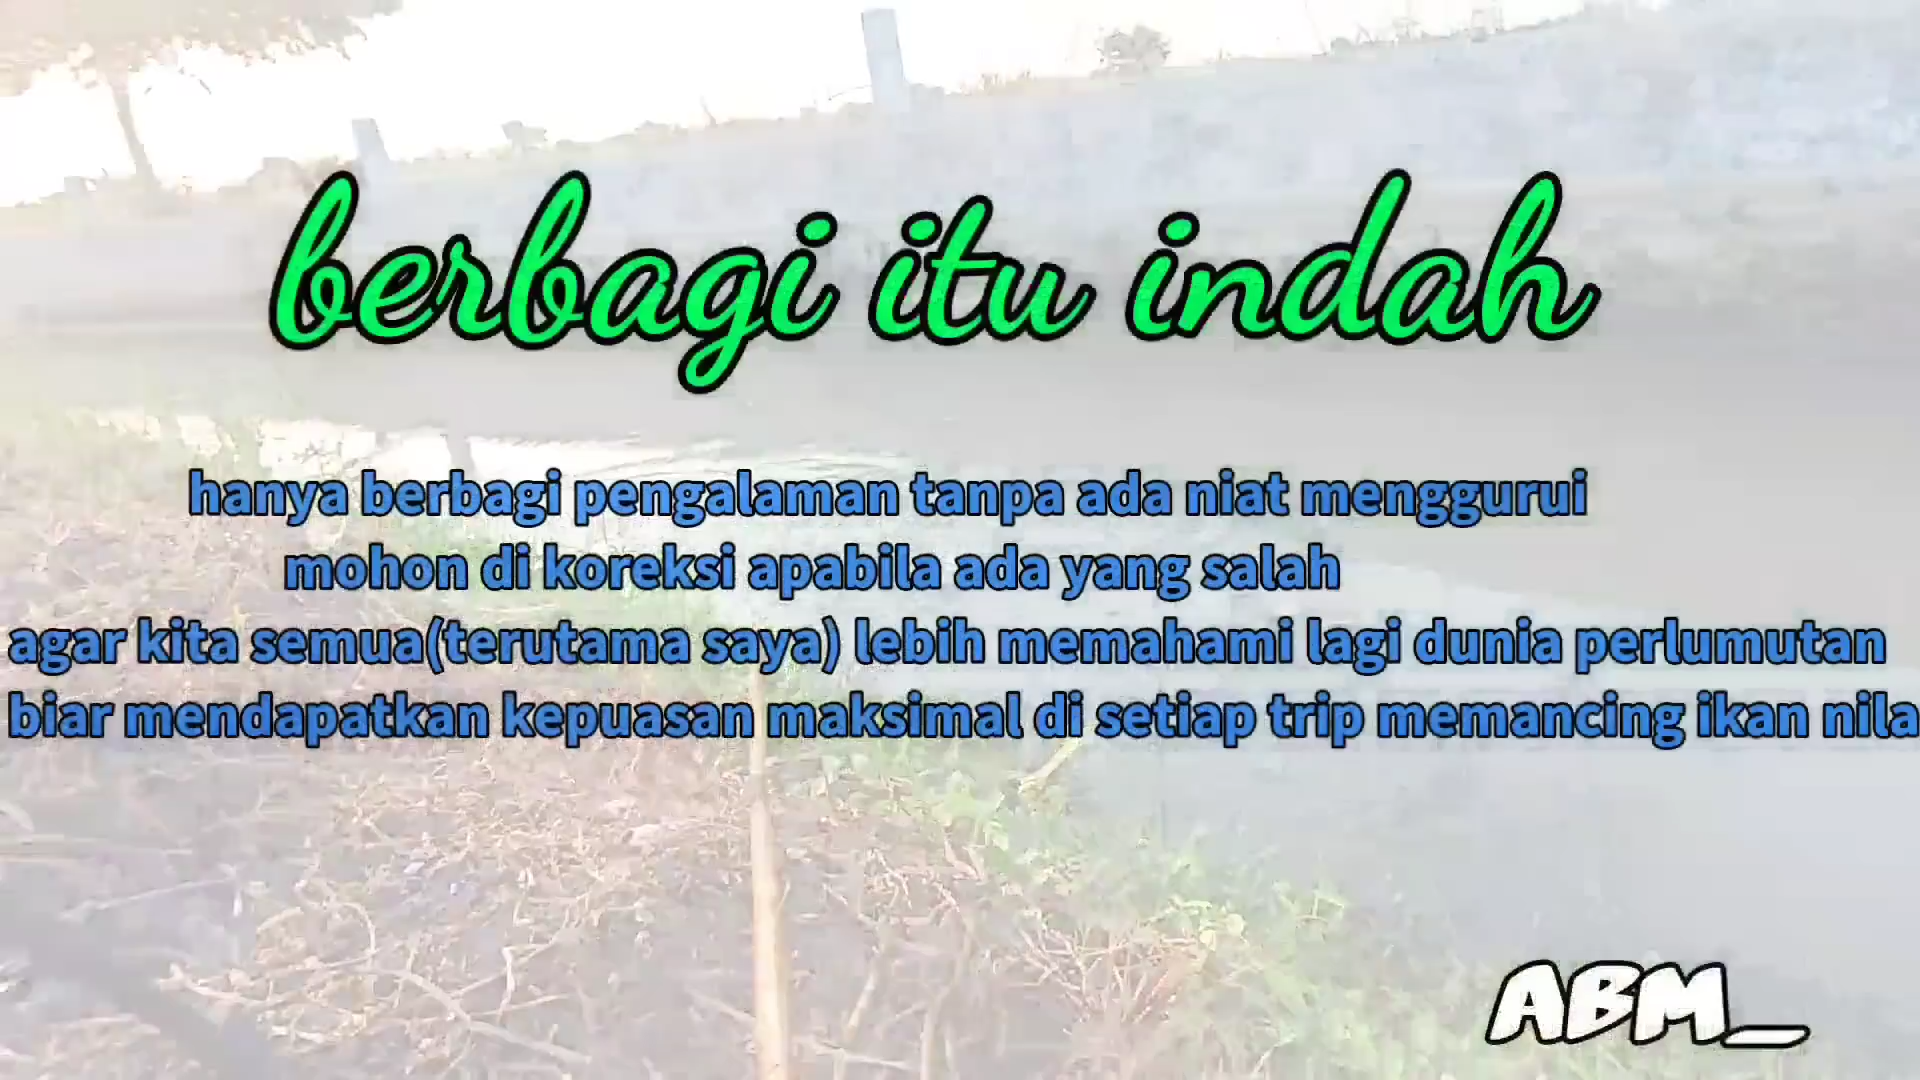 berbagi itu indah
hanya berbagi pengalaman tanpa ada niat menggurui
mohon di koreksi apabila ada yang salah
agar kita semua(terutama saya) lebih memahami lagi dunia perlumutan
biar mendapatkan kepuasan maksimal di setiap trip memancing ikan nila
ABM_